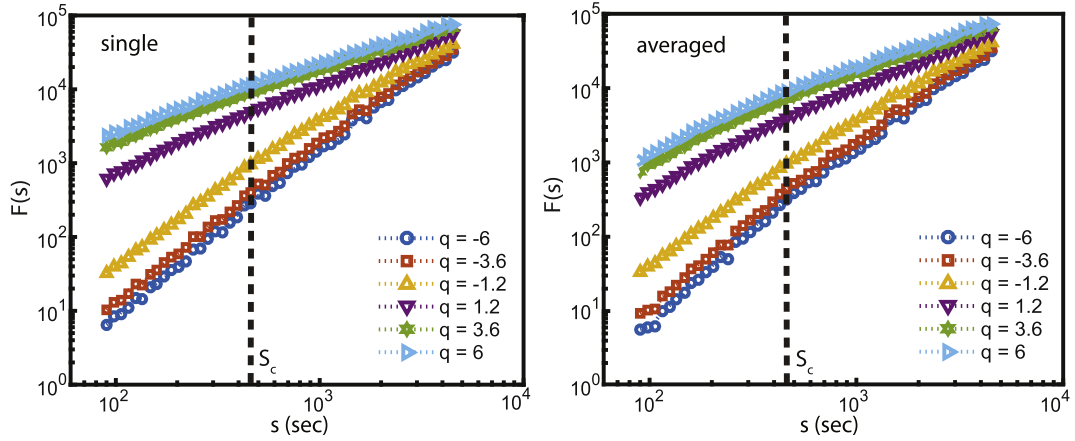 single
F(s)
10^5
10^4
10^3
10^2
10^1
10^0
q = -6
q = -3.6
q = -1.2
q = 1.2
q = 3.6
q = 6
S_c
10^2
10^3
10^4
s (sec)
averaged
F(s)
10^5
10^4
10^3
10^2
10^1
10^0
q = -6
q = -3.6
q = -1.2
q = 1.2
q = 3.6
q = 6
S_c
10^2
10^3
10^4
s (sec)